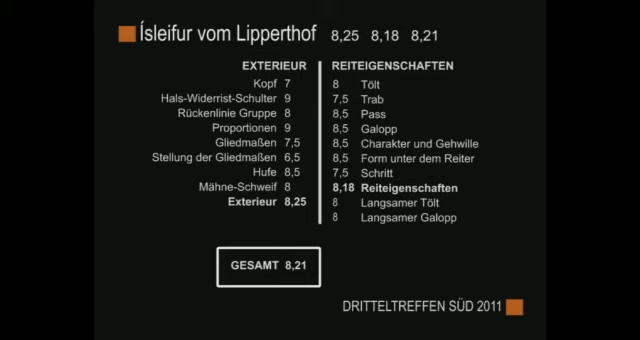 Ísleifur vom Lipperthof 8,25 8,18 8,21
EXTERIEUR
Kopf 7
Hals-Widerrist-Schulter 9
Rückenlinie Gruppe 8
Proportionen 9
Gliedmaßen 7,5
Stellung der Gliedmaßen 6,5
Hufe 8,5
Mähne-Schweif 8
Exterieur 8,25
REITEIGENSCHAFTEN
8 Tölt
7,5 Trab
8,5 Pass
8,5 Galopp
8,5 Charakter und Gehwille
8,5 Form unter dem Reiter
7,5 Schritt
8,18 Reiteigenschaften
8 Langsamer Tölt
8 Langsamer Galopp
GESAMT 8,21
DRITTELTREFFEN SÜD 2011